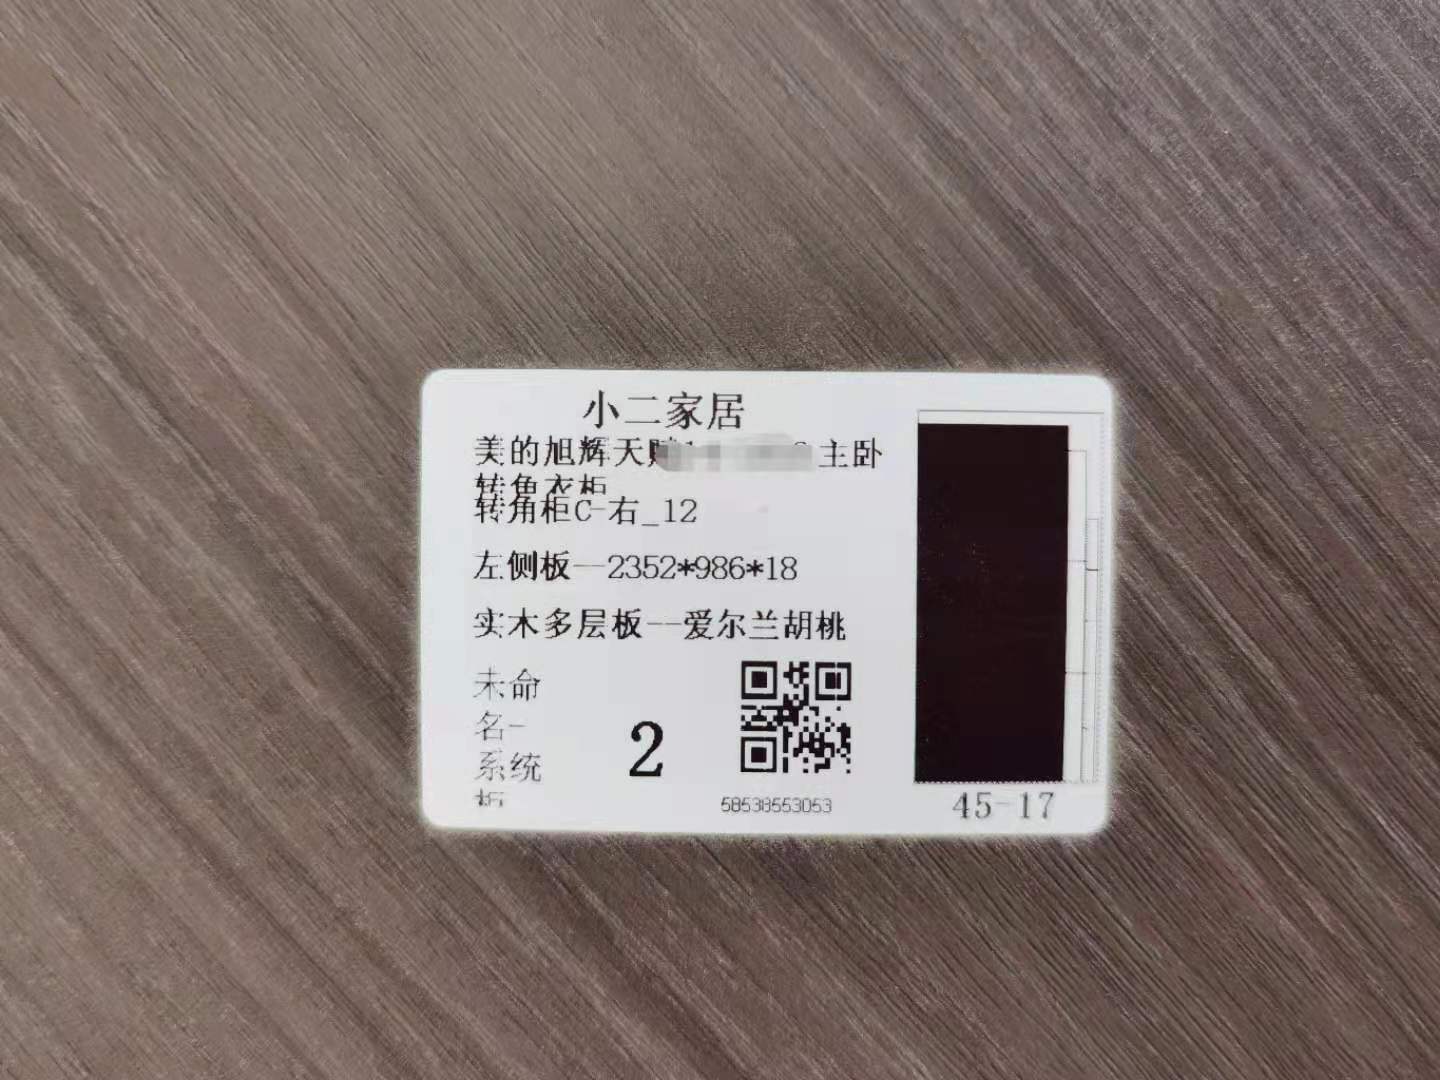 小二家居
美的旭辉天 主卧
转角衣柜
转角柜C-右_12
左侧板--2352*986*18
实木多层板--爱尔兰胡桃
未命
名-
系统
2
58538553053
45-17